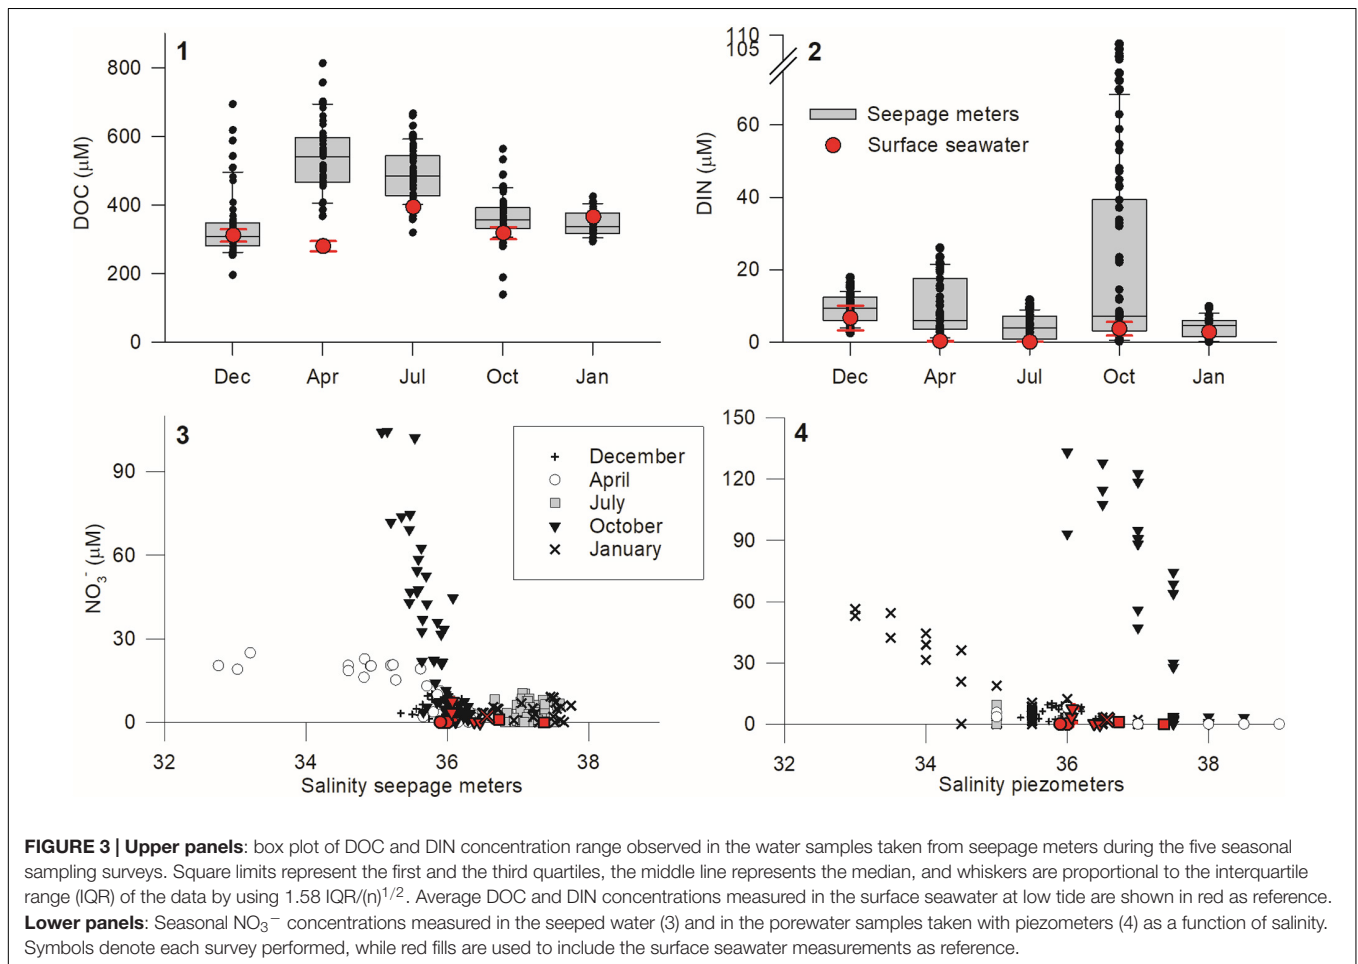 1
800
600
400
200
0
DOC (µM)
Dec Apr Jul Oct Jan
2
110
105
60
40
20
0
DIN (µM)
Seepage meters
Surface seawater
Dec Apr Jul Oct Jan
3
90
60
30
0
NO3- (µM)
December
April
July
October
January
32 34 36 38
Salinity seepage meters
4
150
120
90
60
30
0
32 34 36 38
Salinity piezometers
FIGURE 3 | Upper panels: box plot of DOC and DIN concentration range observed in the water samples taken from seepage meters during the five seasonal
sampling surveys. Square limits represent the first and the third quartiles, the middle line represents the median, and whiskers are proportional to the interquartile
range (IQR) of the data by using 1.58 IQR/(n)1/2. Average DOC and DIN concentrations measured in the surface seawater at low tide are shown in red as reference.
Lower panels: Seasonal NO3− concentrations measured in the seeped water (3) and in the porewater samples taken with piezometers (4) as a function of salinity.
Symbols denote each survey performed, while red fills are used to include the surface seawater measurements as reference.